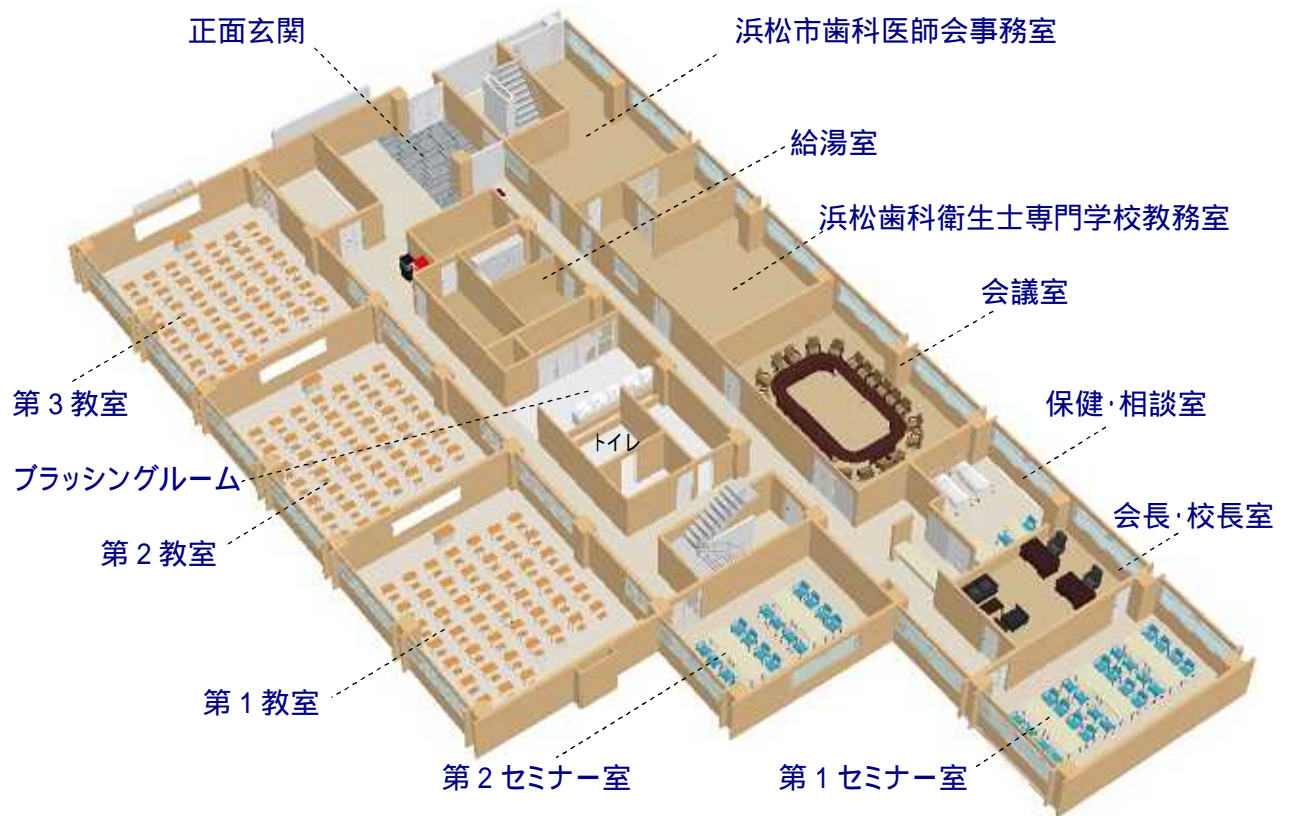 正面玄関
浜松市歯科医師会事務室
給湯室
浜松歯科衛生士専門学校教務室
会議室
保健・相談室
第3教室
トイレ
ブラッシングルーム
会長・校長室
第2教室
第1教室
第2セミナー室
第1セミナー室